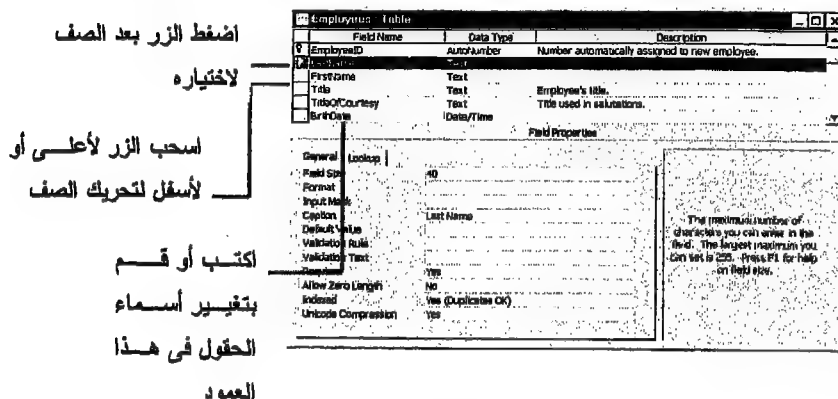 اضغط الزر بعد الصف
لاختياره
اسحب الزر لأعلى أو
لأسفل لتحريك الصف
اكتب أو قم
بتغيير أسماء
الحقول في هذا
العمود
Employees : Table
Field Name Data Type Description
EmployeeID AutoNumber Number automatically assigned to new employee.
LastName Text
FirstName Text
Title Text Employee's title.
TitleOfCourtesy Text Title used in salutations.
BirthDate Date/Time
Field Properties
General Lookup
Field Size 40
Format
Input Mask
Caption Last Name
Default Value
Validation Rule
Validation Text
Required Yes
Allow Zero Length No
Indexed Yes (Duplicates OK)
Unicode Compression Yes
The maximum number of
characters you can enter in the
field. The largest maximum you
can set is 255. Press F1 for help
on field size.